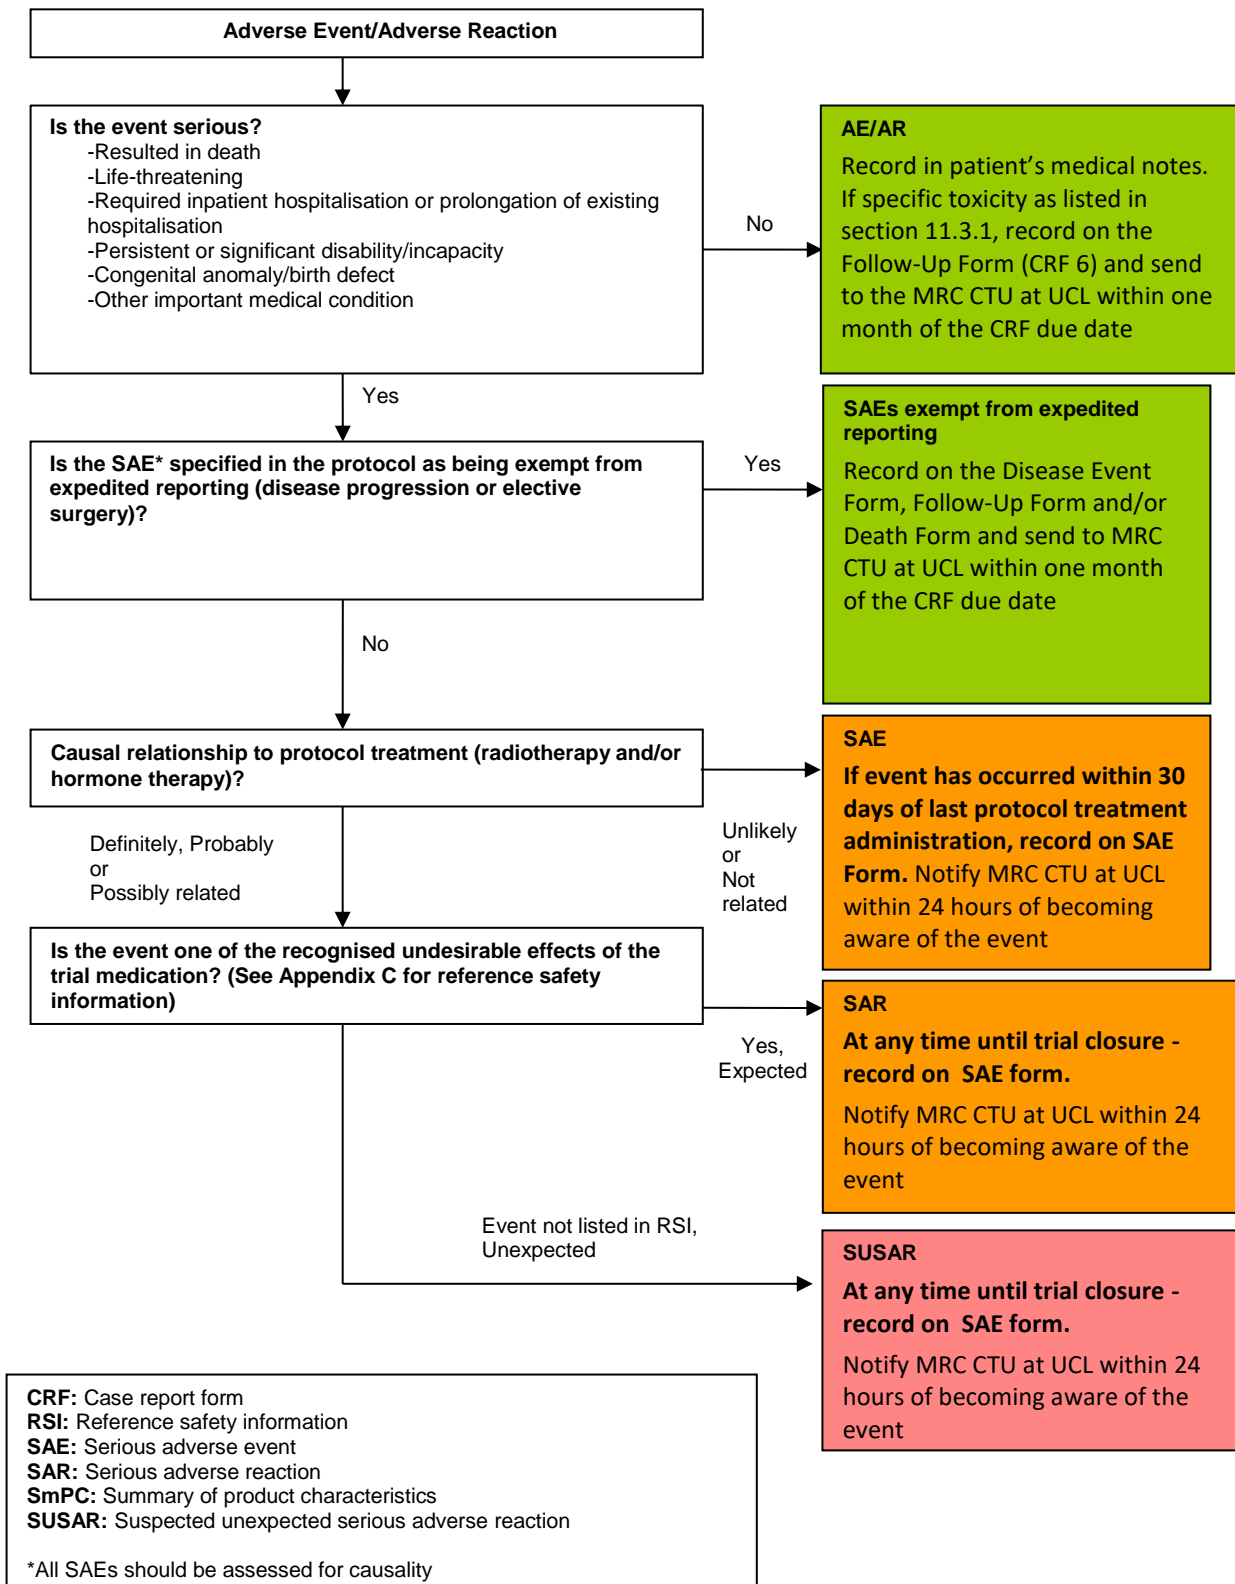 Adverse Event/Adverse Reaction
Is the event serious?
-Resulted in death
-Life-threatening
-Required inpatient hospitalisation or prolongation of existing
hospitalisation
-Persistent or significant disability/incapacity
-Congenital anomaly/birth defect
-Other important medical condition
No
AE/AR
Record in patient’s medical notes.
If specific toxicity as listed in
section 11.3.1, record on the
Follow-Up Form (CRF 6) and send
to the MRC CTU at UCL within one
month of the CRF due date
Yes
Is the SAE* specified in the protocol as being exempt from
expedited reporting (disease progression or elective
surgery)?
Yes
SAEs exempt from expedited
reporting
Record on the Disease Event
Form, Follow-Up Form and/or
Death Form and send to MRC
CTU at UCL within one month
of the CRF due date
No
Causal relationship to protocol treatment (radiotherapy and/or
hormone therapy)?
Unlikely
or
Not
related
SAE
If event has occurred within 30
days of last protocol treatment
administration, record on SAE
Form. Notify MRC CTU at UCL
within 24 hours of becoming
aware of the event
Definitely, Probably
or
Possibly related
Is the event one of the recognised undesirable effects of the
trial medication? (See Appendix C for reference safety
information)
Yes,
Expected
SAR
At any time until trial closure -
record on  SAE form.
Notify MRC CTU at UCL within 24
hours of becoming aware of the
event
Event not listed in RSI,
Unexpected
SUSAR
At any time until trial closure -
record on  SAE form.
Notify MRC CTU at UCL within 24
hours of becoming aware of the
event
CRF: Case report form
RSI: Reference safety information
SAE: Serious adverse event
SAR: Serious adverse reaction
SmPC: Summary of product characteristics
SUSAR: Suspected unexpected serious adverse reaction
*All SAEs should be assessed for causality